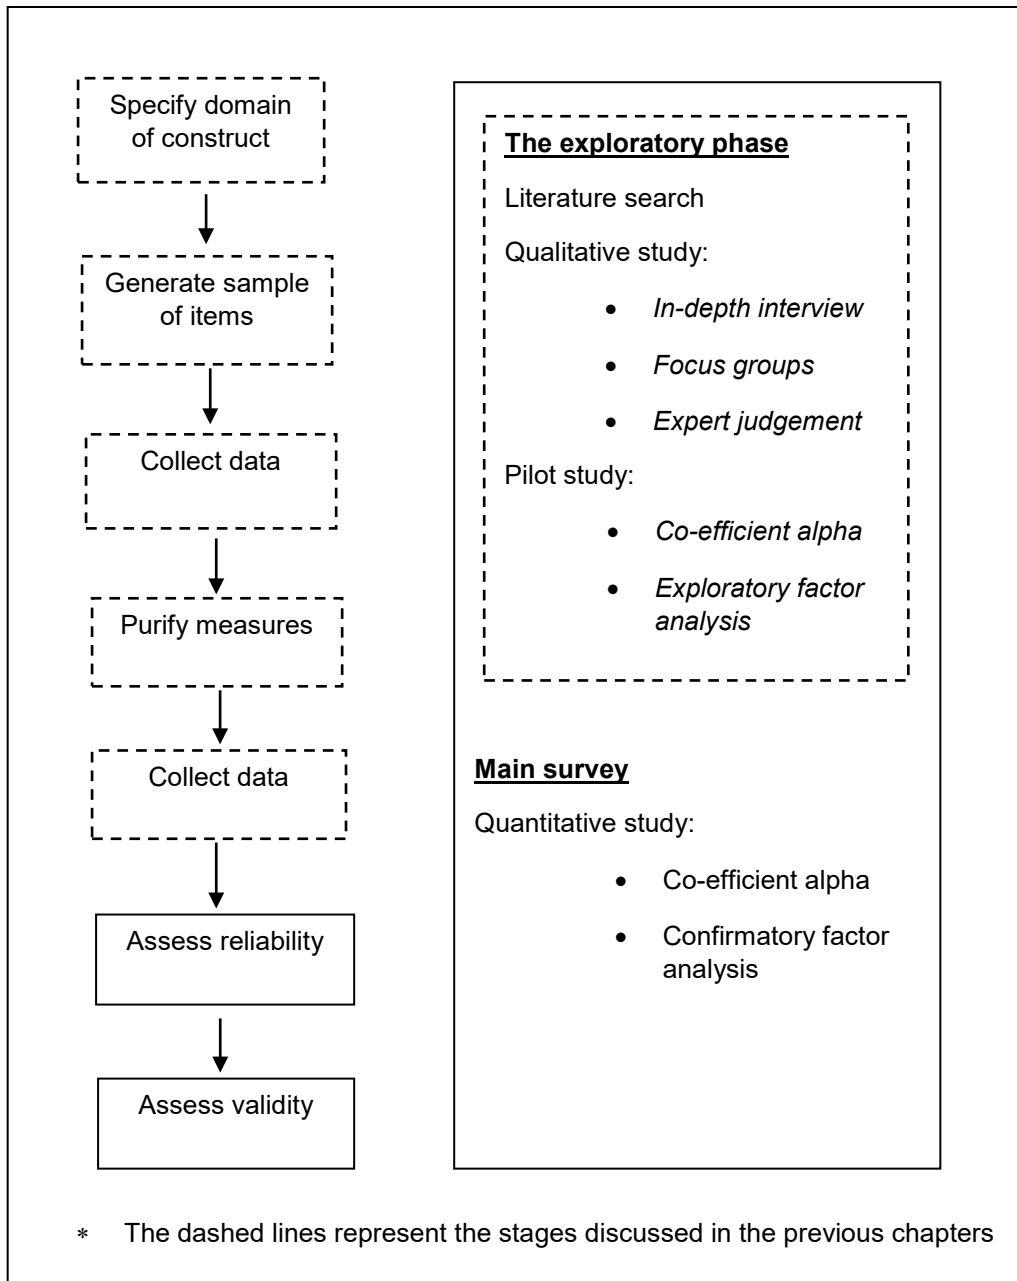 Specify domain
of construct
Generate sample
of items
Collect data
Purify measures
Collect data
Assess reliability
Assess validity
The exploratory phase
Literature search
Qualitative study:
• In-depth interview
• Focus groups
• Expert judgement
Pilot study:
• Co-efficient alpha
• Exploratory factor
analysis
Main survey
Quantitative study:
• Co-efficient alpha
• Confirmatory factor
analysis
* The dashed lines represent the stages discussed in the previous chapters